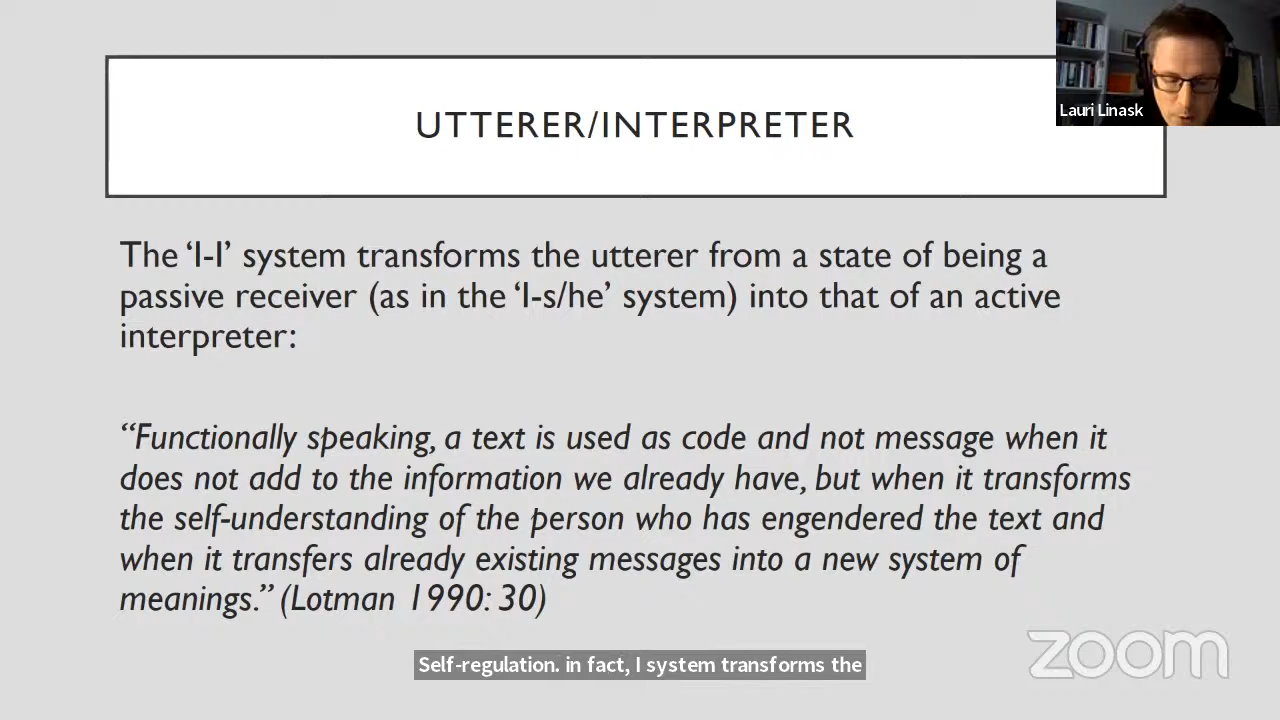 UTTERER/INTERPRETER
Lauri Linask
The ‘I-I’ system transforms the utterer from a state of being a
passive receiver (as in the ‘I-s/he’ system) into that of an active
interpreter:
“Functionally speaking, a text is used as code and not message when it
does not add to the information we already have, but when it transforms
the self-understanding of the person who has engendered the text and
when it transfers already existing messages into a new system of
meanings.” (Lotman 1990: 30)
Self-regulation. in fact, I system transforms the
zoom